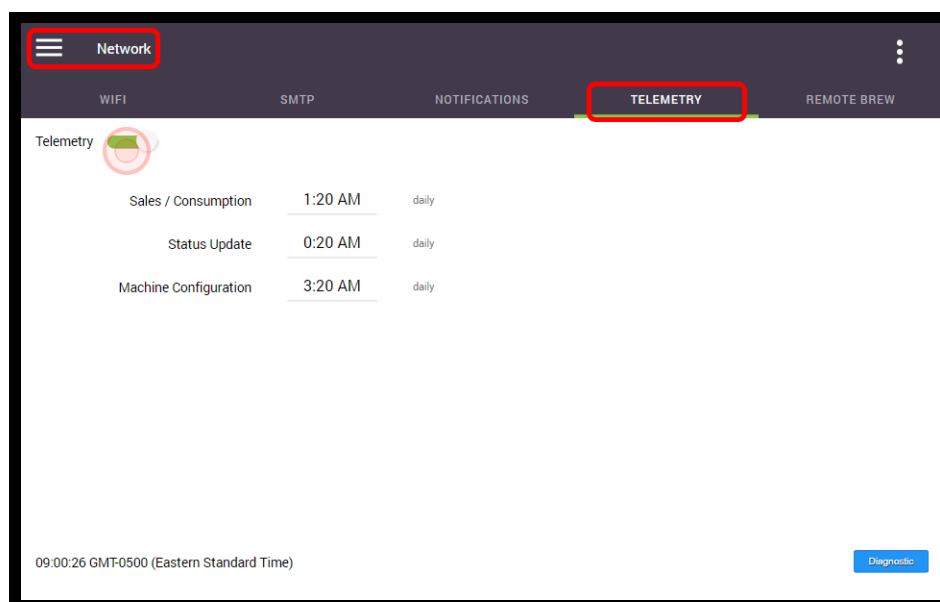 Network
WIFI SMTP NOTIFICATIONS TELEMETRY REMOTE BREW
Telemetry
Sales / Consumption 1:20 AM daily
Status Update 0:20 AM daily
Machine Configuration 3:20 AM daily
09:00:26 GMT-0500 (Eastern Standard Time) Diagnostic